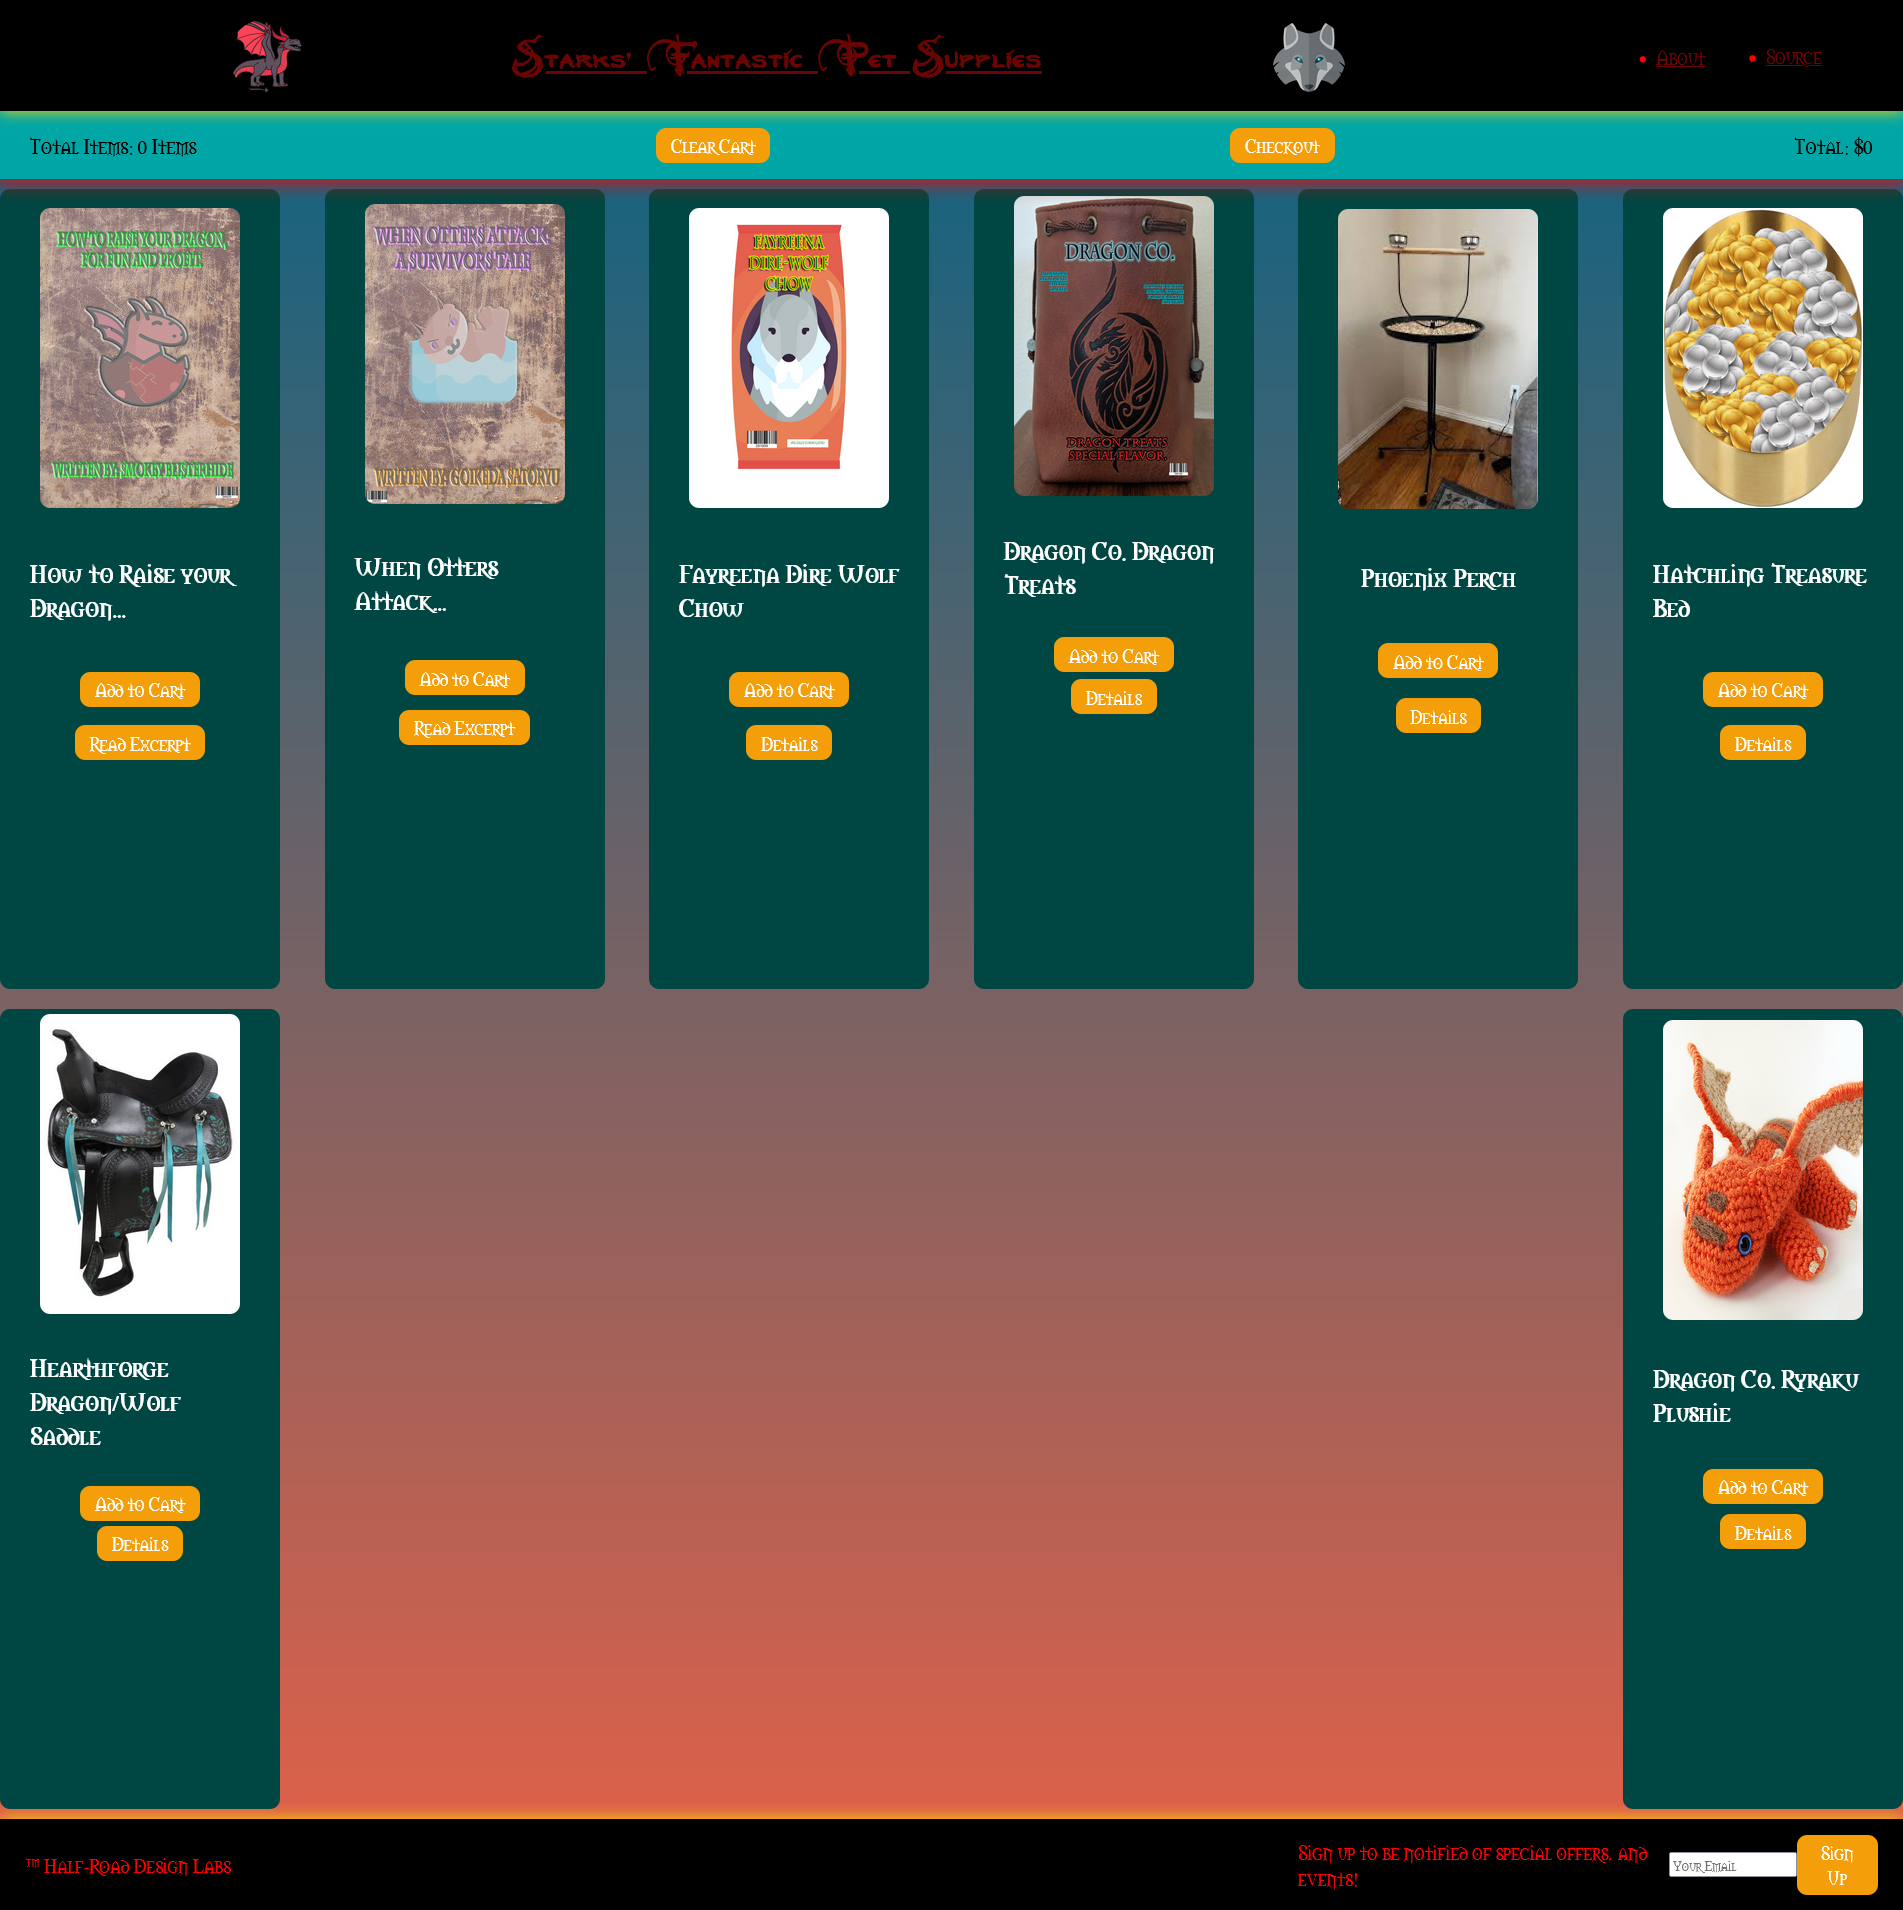 Starks' Fantastic Pet Supplies
About
Source
Total Items: 0 Items
Clear Cart
Checkout
Total: $0
HOW TO RAISE YOUR DRAGON,
FOR FUN AND PROFIT.
WRITTEN BY: SMOKEY BLISTERHIDE
WHEN OTTERS ATTACK:
A SURVIVORS TALE
WRITTEN BY: GOIKEDA SATORYU
FAYREENA
DIRE-WOLF
CHOW
DRAGON CO.
DRAGON TREATS
SPECIAL FLAVOR.
How to Raise your
Dragon...
Add to Cart
Read Excerpt
When Otters
Attack...
Add to Cart
Read Excerpt
Fayreena Dire Wolf
Chow
Add to Cart
Details
Dragon Co. Dragon
Treats
Add to Cart
Details
Phoenix Perch
Add to Cart
Details
Hatchling Treasure
Bed
Add to Cart
Details
Hearthforge
Dragon/Wolf
Saddle
Add to Cart
Details
Dragon Co. Ryraku
Plushie
Add to Cart
Details
™ Half-Road Design Labs
Sign up to be notified of special offers, and
events!
Your Email
Sign
Up